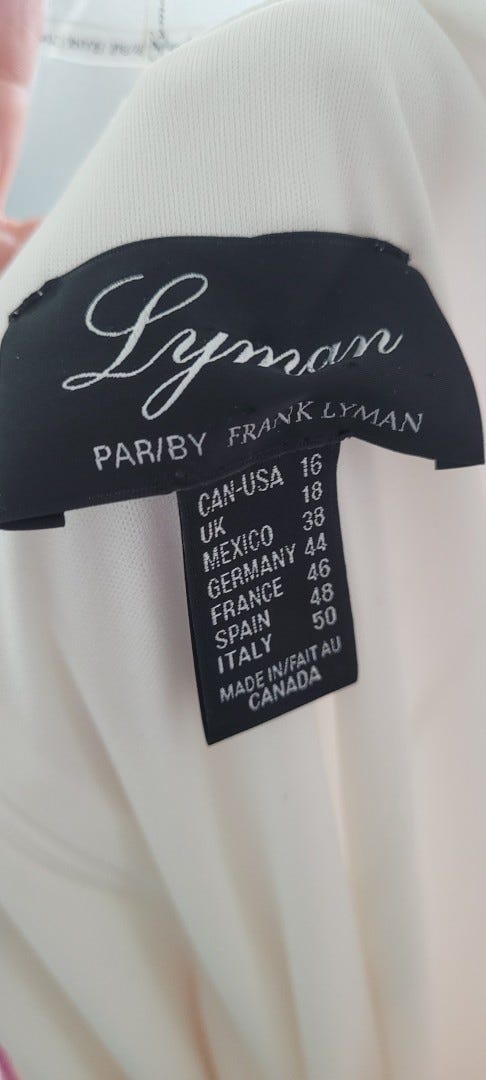 Lyman
PAR/BY FRANK LYMAN
CAN-USA 16
UK 18
MEXICO 38
GERMANY 44
FRANCE 46
SPAIN 48
ITALY 50
MADE IN/FAIT AU
CANADA